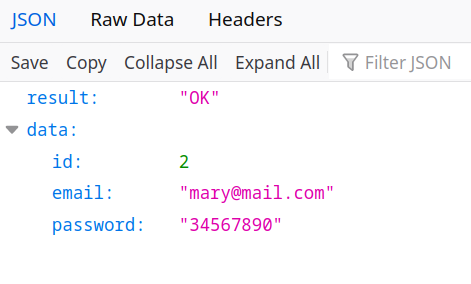 JSON Raw Data Headers
Save Copy Collapse All Expand All Filter JSON
result: "OK"
data:
id: 2
email: "mary@mail.com"
password: "34567890"